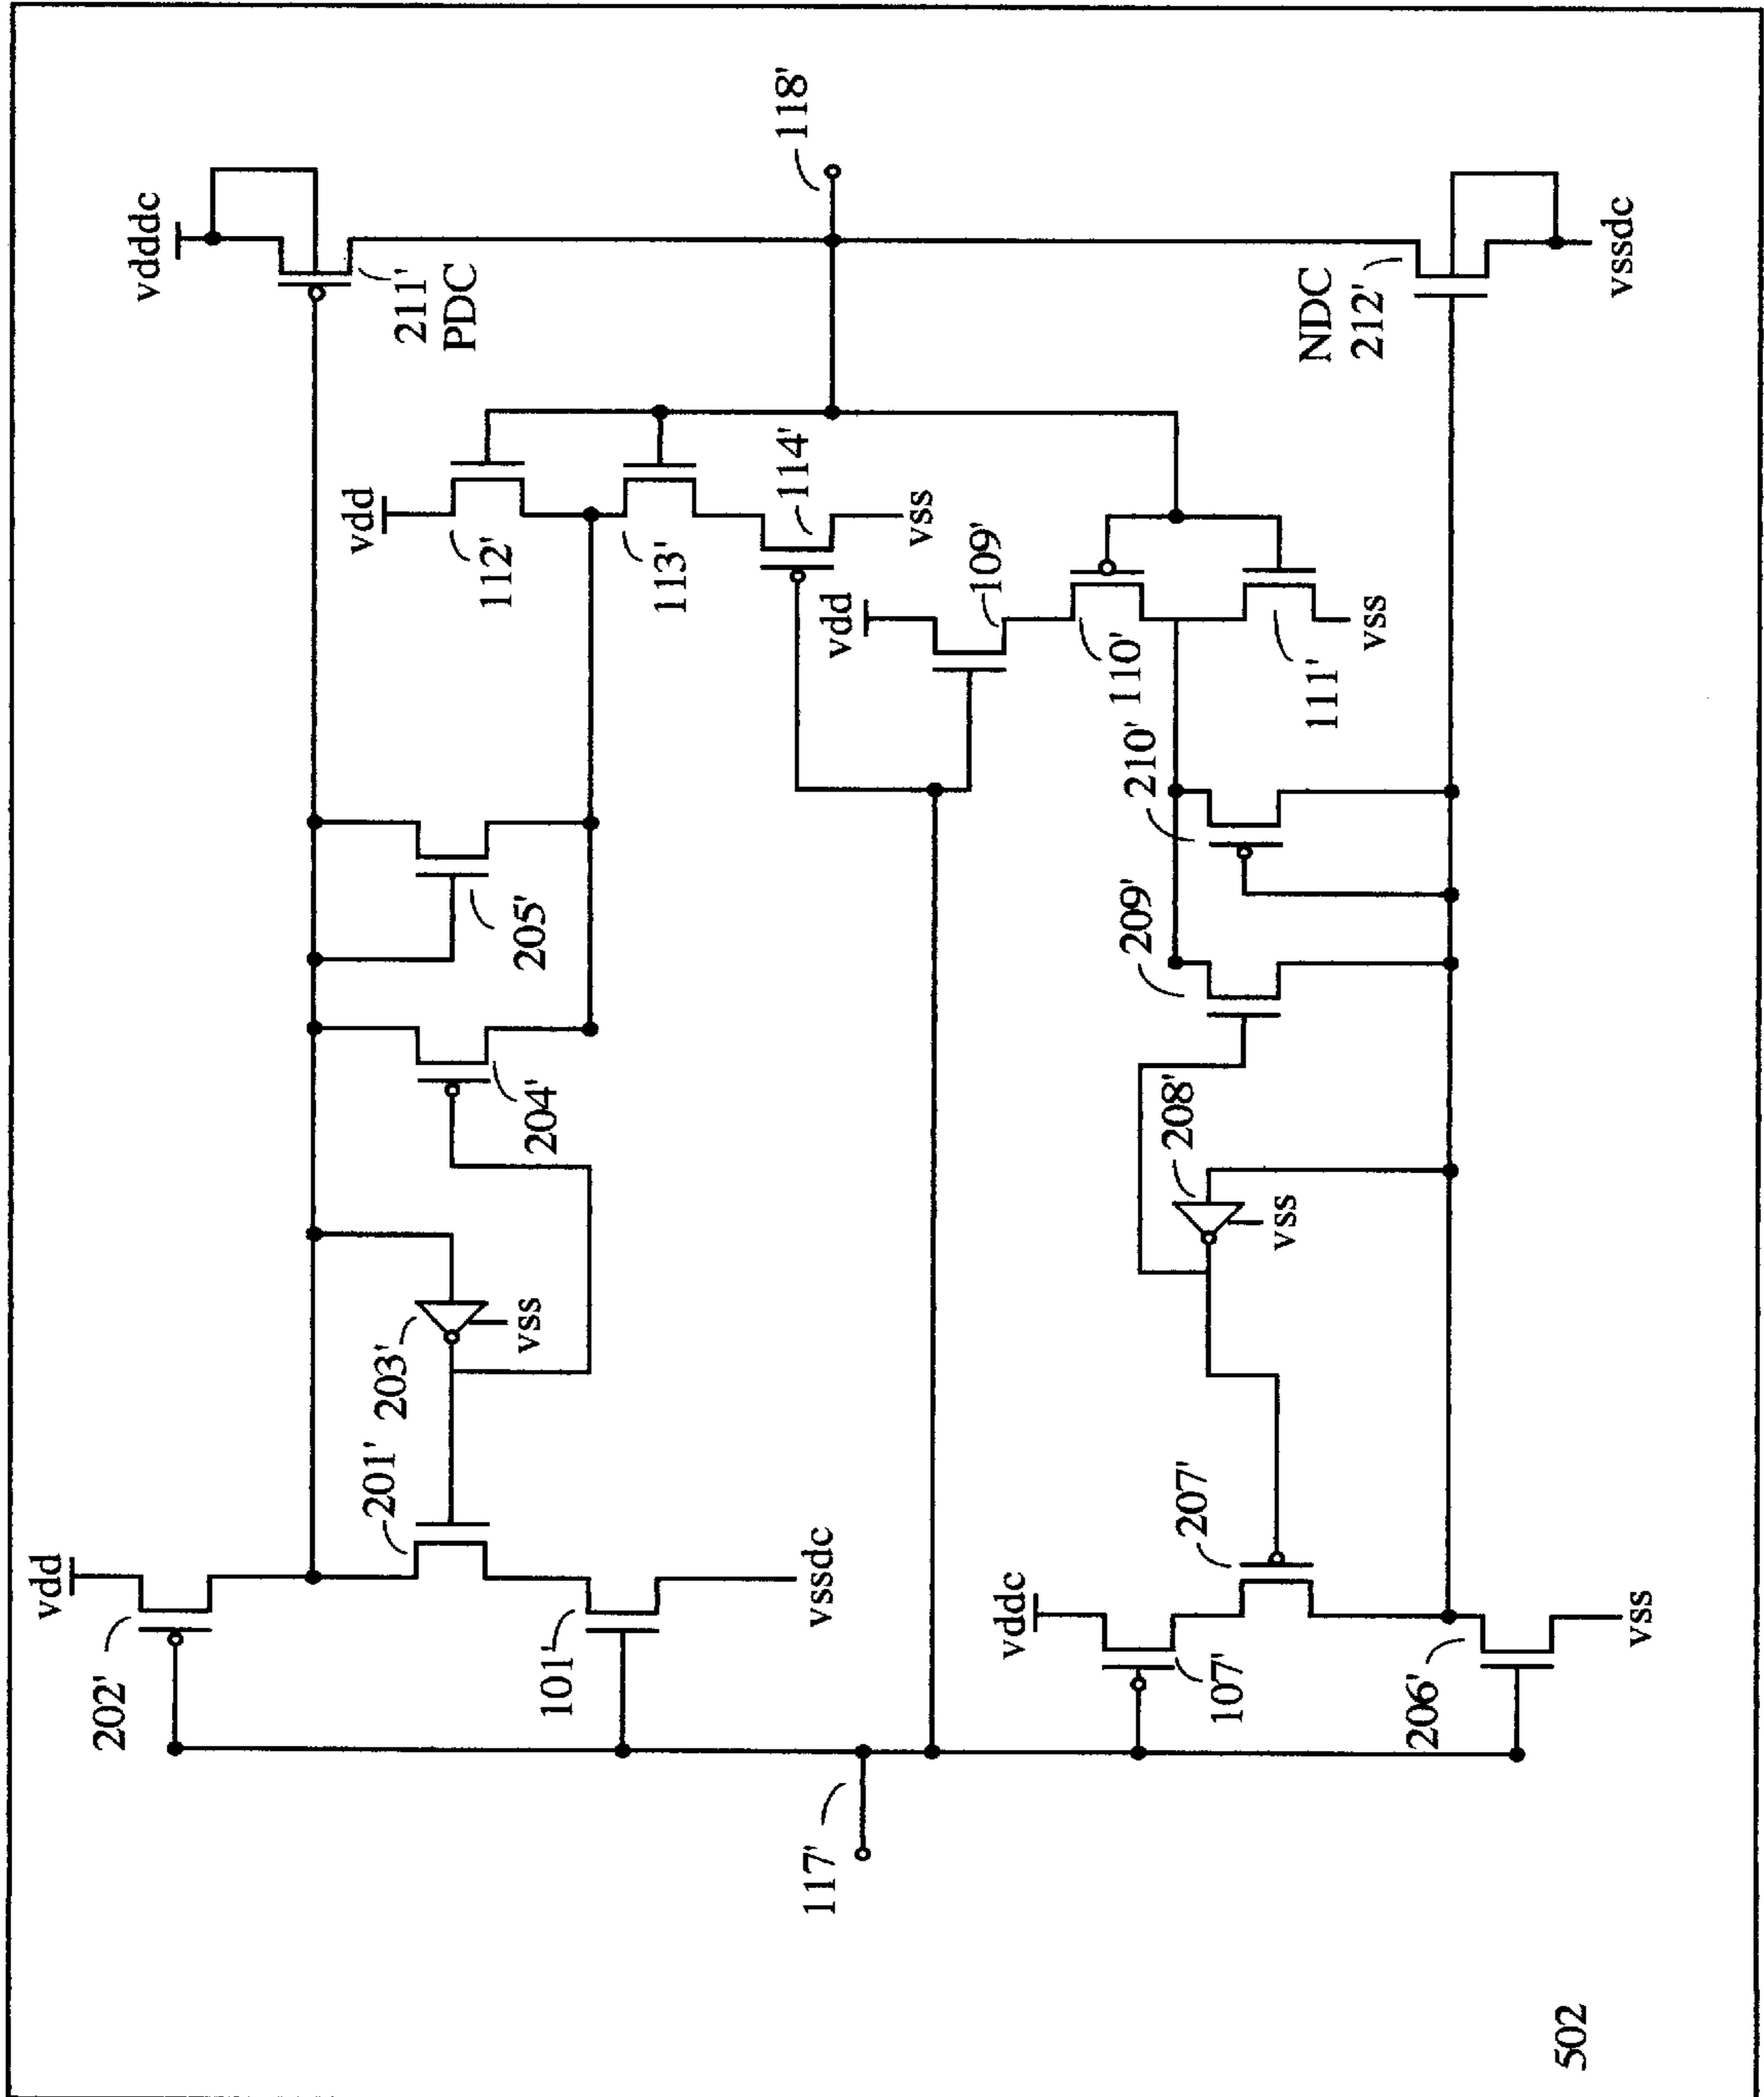 vdddc
118'
211'
PDC
vdd
112'
113'
114'
vss
vdd
109'
110'
111'
vss
NDC
212'
vssdc
205'
204'
210'
209'
208'
vss
203'
vss
vdd
202'
201'
101'
vssdc
207'
vddc
107'
206'
vss
117'
502